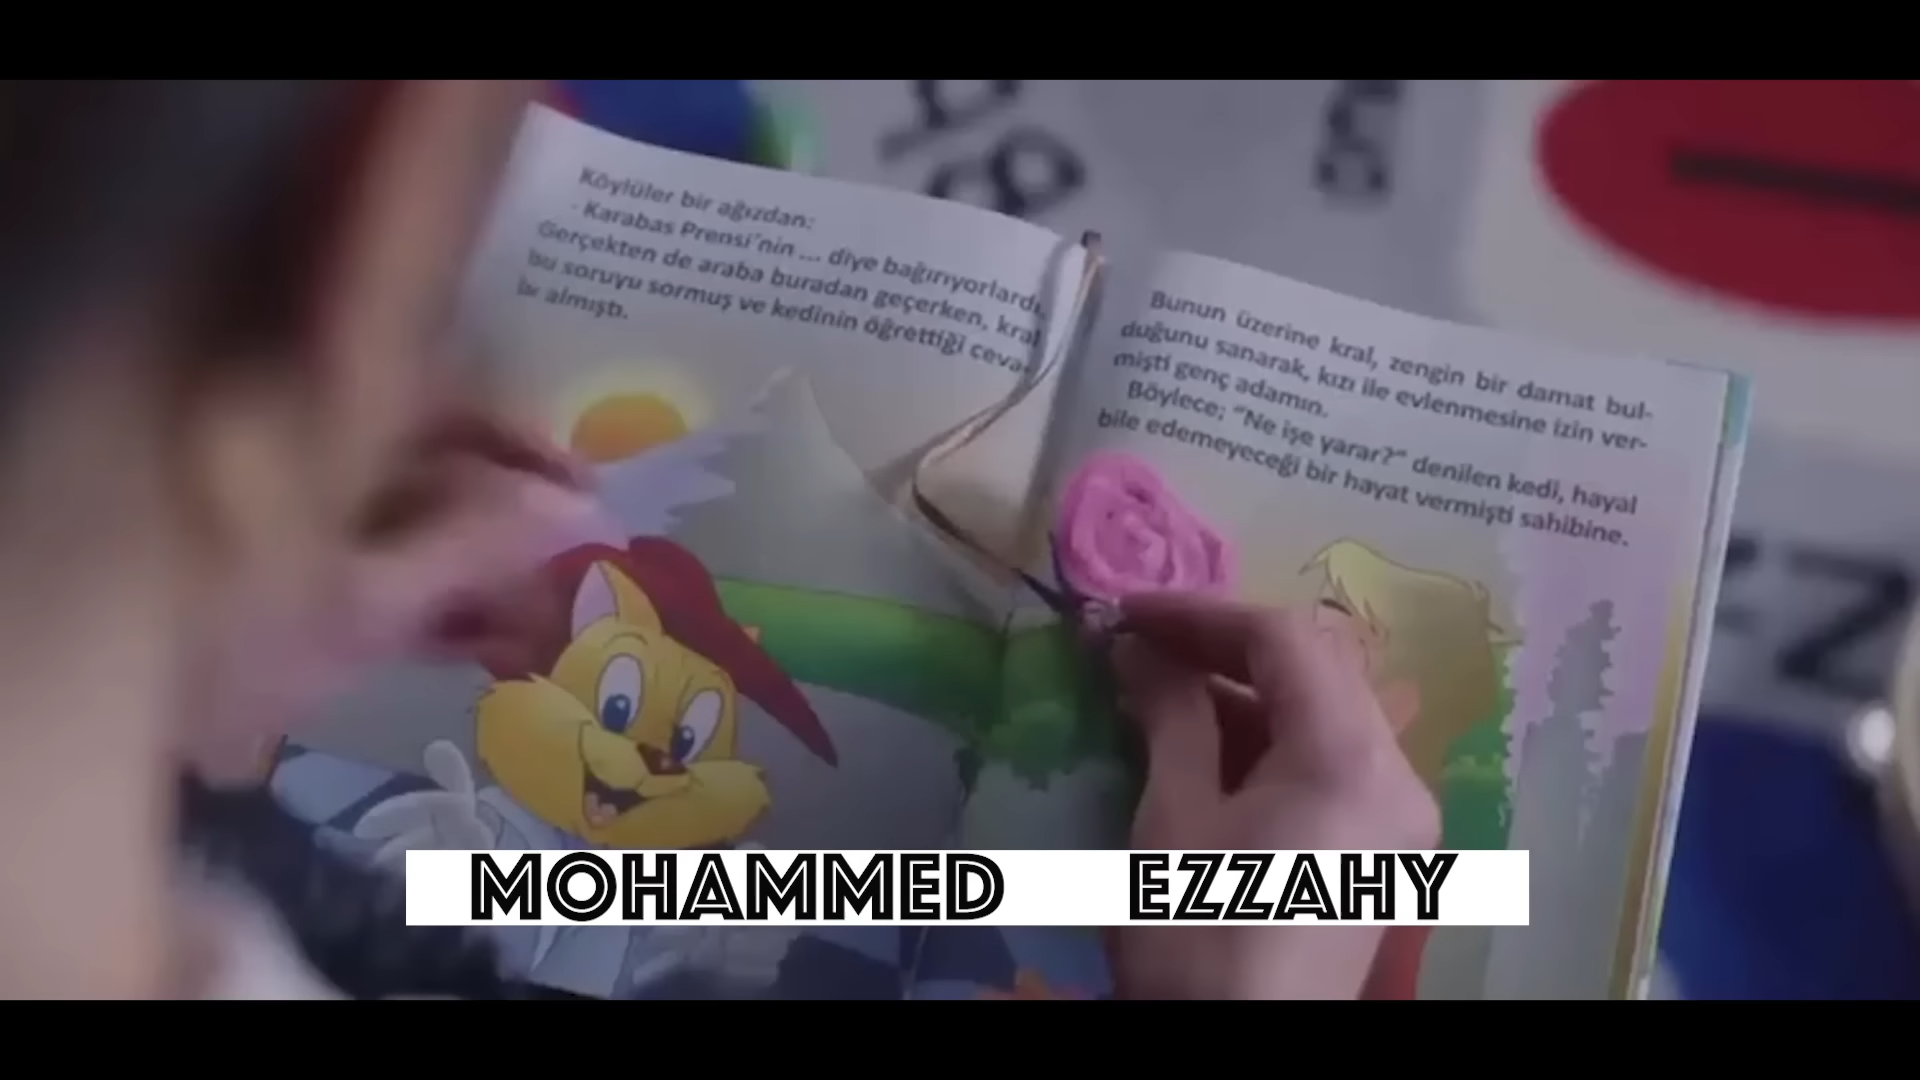 Köylüler bir ağızdan:
- Karabas Prensi'nin ... diye bağırıyorlardı.
Gerçekten de araba buradan geçerken, kral
bu soruyu sormuş ve kedinin öğrettiği ceva-
bı almıştı.
Bunun üzerine kral, zengin bir damat bul-
duğunu sanarak, kızı ile evlenmesine izin ver-
mişti genç adamın.
Böylece; "Ne işe yarar?" denilen kedi, hayal
bile edemeyeceği bir hayat vermişti sahibine.
MOHAMMED EZZAHY